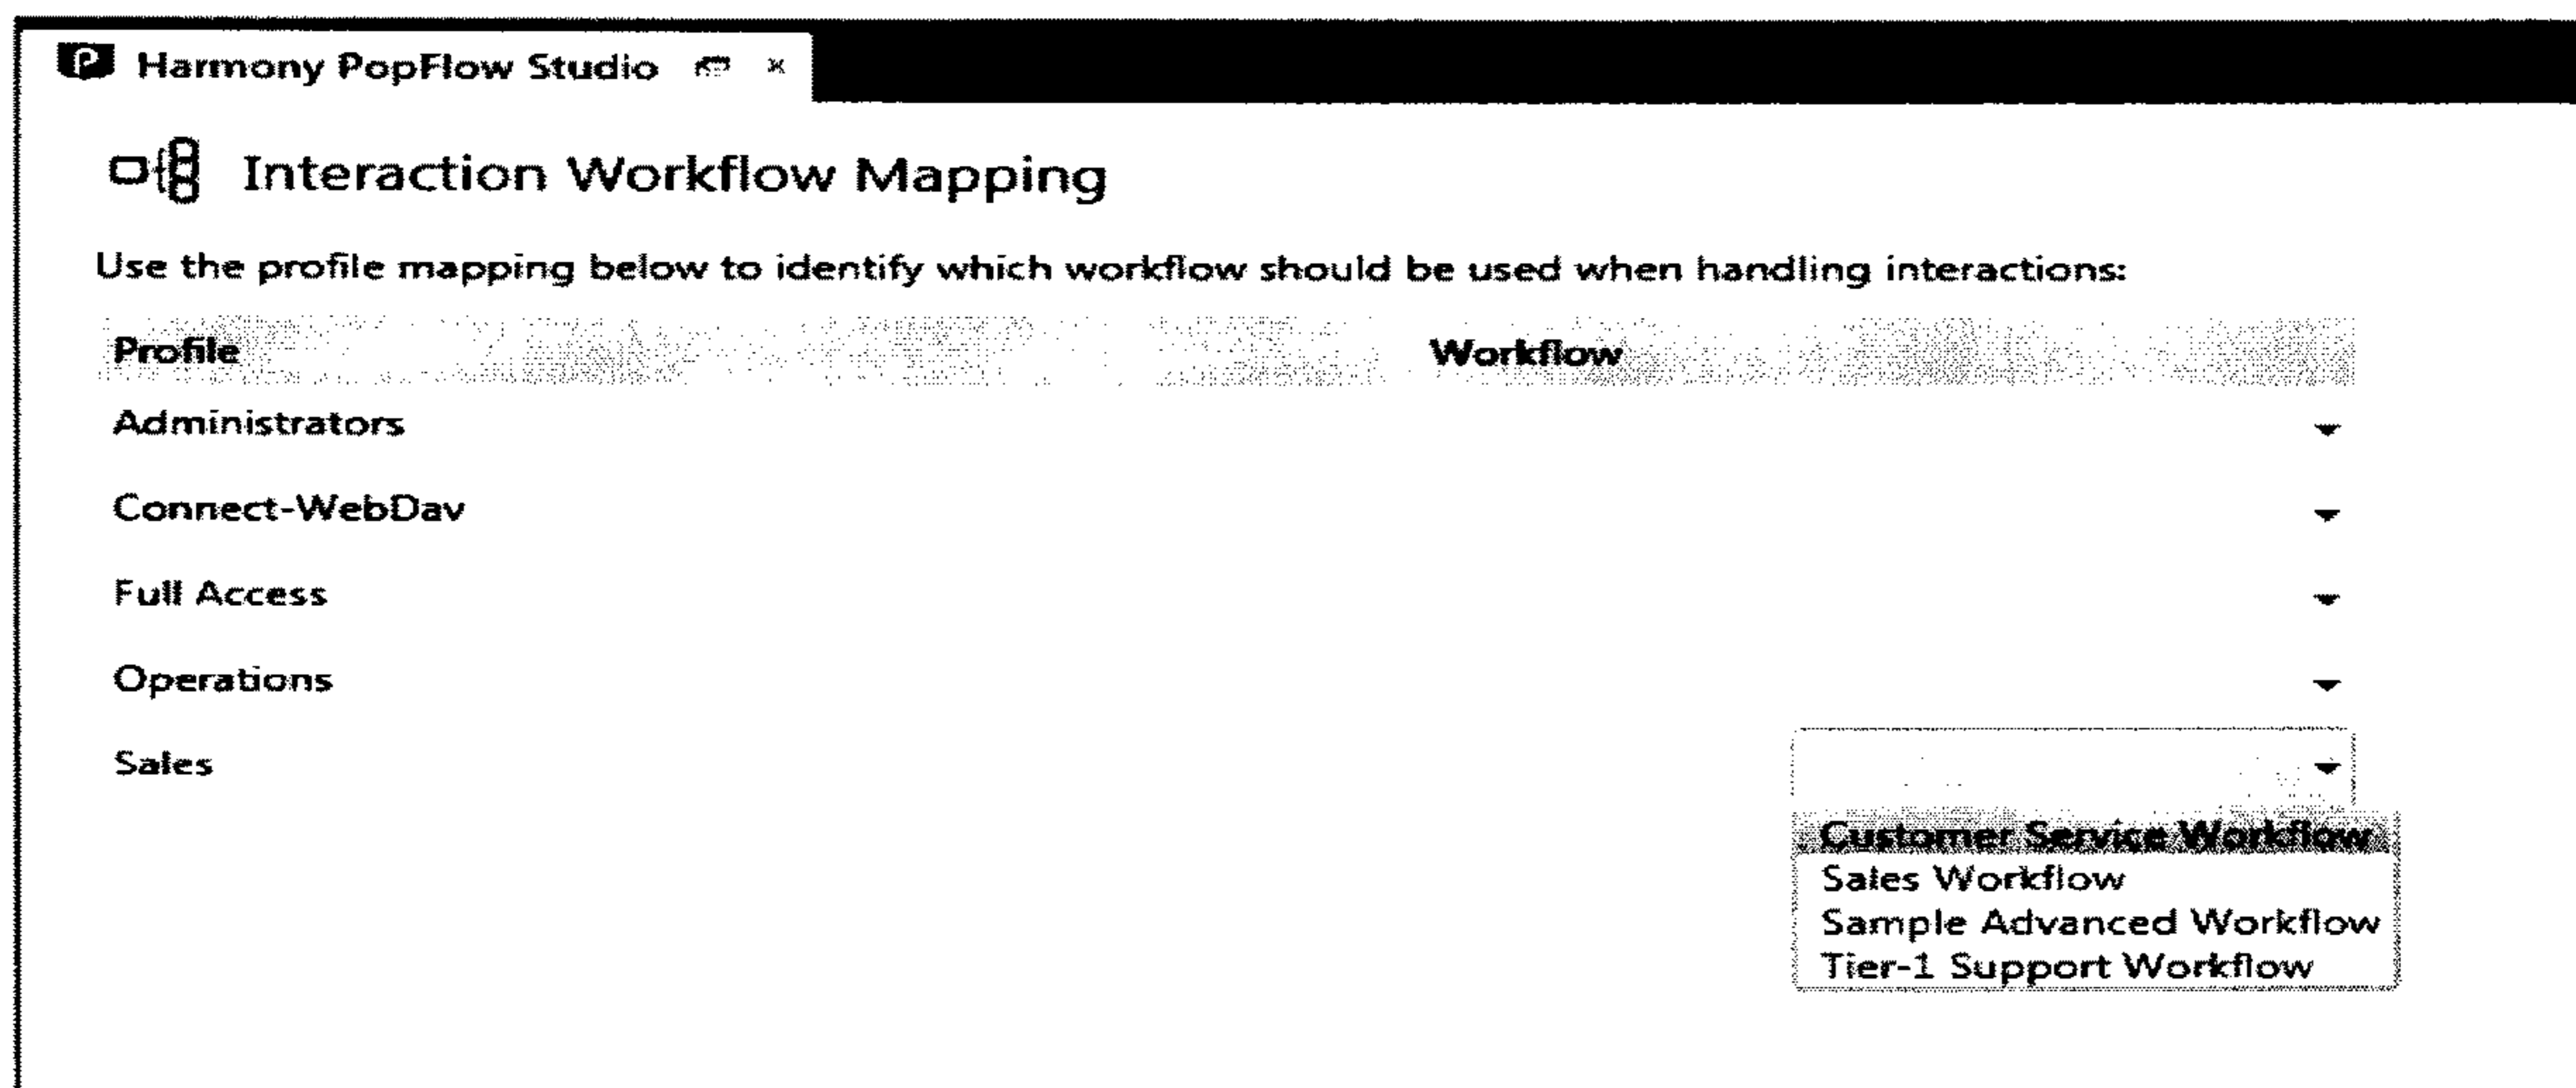 Harmony PopFlow Studio
Interaction Workflow Mapping
Use the profile mapping below to identify which workflow should be used when handling interactions:
Profile Workflow
Administrators
Connect-WebDav
Full Access
Operations
Sales
Customer Service Workflow
Sales Workflow
Sample Advanced Workflow
Tier-1 Support Workflow